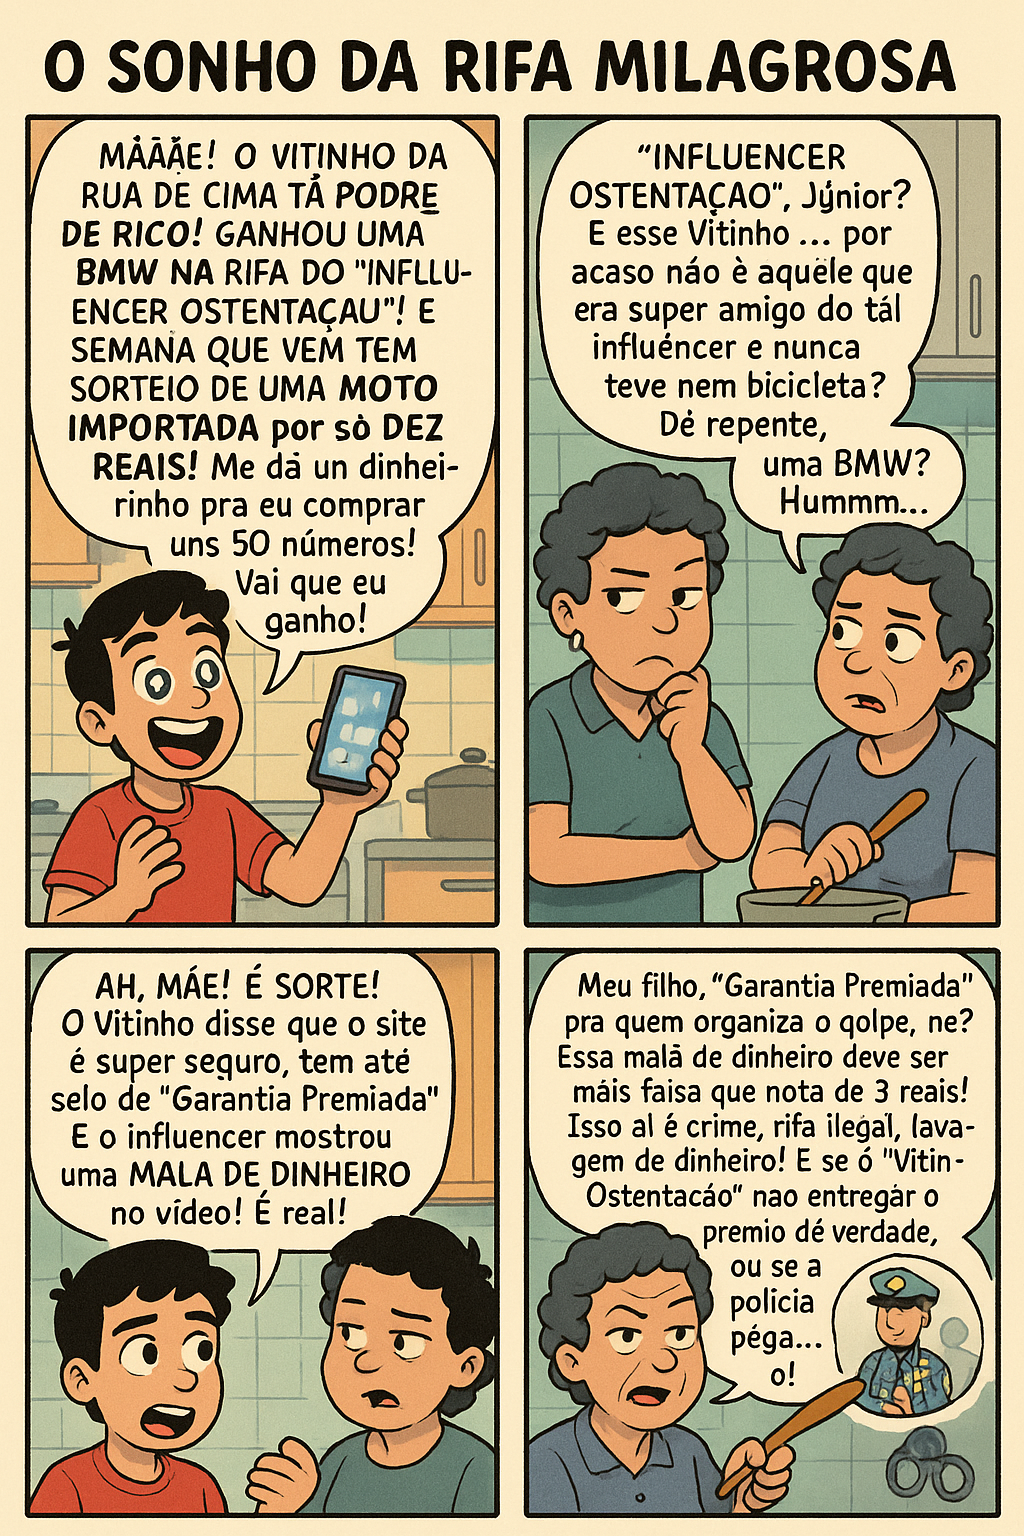 O SONHO DA RIFA MILAGROSA
MÁÃÃE! O VITINHO DA
RUA DE CIMA TÁ PODRE
DE RICO! GANHOU UMA
BMW NA RIFA DO "INFLLU-
ENCER OSTENTAÇAU"! E
SEMANA QUE VEM TEM
SORTEIO DE UMA MOTO
IMPORTADA por sò DEZ
REAIS! Me dá un dinhei-
rinho pra eu comprar
uns 50 números!
Vai que eu
ganho!
"INFLUENCER
OSTENTAÇAO", Júnior?
E esse Vitinho ... por
acaso náo è aquele que
era super amigo do tál
influéncer e nunca
teve nem bicicleta?
Dé repente,
uma BMW?
Hummm...
AH, MÁE! É SORTE!
O Vitinho disse que o site
é super seguro, tem até
selo de "Garantia Premiada"
E o influencer mostrou
uma MALA DE DINHEIRO
no vídeo! É real!
Meu filho, "Garantia Premiada"
pra quem organiza o qolpe, ne?
Essa malã de dinheiro deve ser
máis faisa que nota de 3 reais!
Isso al é crime, rifa ilegal, lava-
gem de dinheiro! E se ó "Vitin-
Ostentacáo" nao entregár o
premio dé verdade,
ou se a
policia
péga...
o!